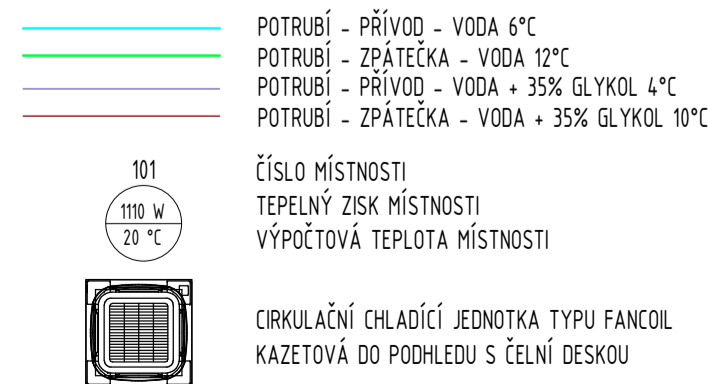 POTRUBÍ - PŘÍVOD - VODA 6°C
POTRUBÍ - ZPÁTEČKA - VODA 12°C
POTRUBÍ - PŘÍVOD - VODA + 35% GLYKOL 4°C
POTRUBÍ - ZPÁTEČKA - VODA + 35% GLYKOL 10°C
101 ČÍSLO MÍSTNOSTI
1110 W TEPELNÝ ZISK MÍSTNOSTI
20 °C VÝPOČTOVÁ TEPLOTA MÍSTNOSTI
CIRKULAČNÍ CHLADÍCÍ JEDNOTKA TYPU FANCOIL
KAZETOVÁ DO PODHLEDU S ČELNÍ DESKOU